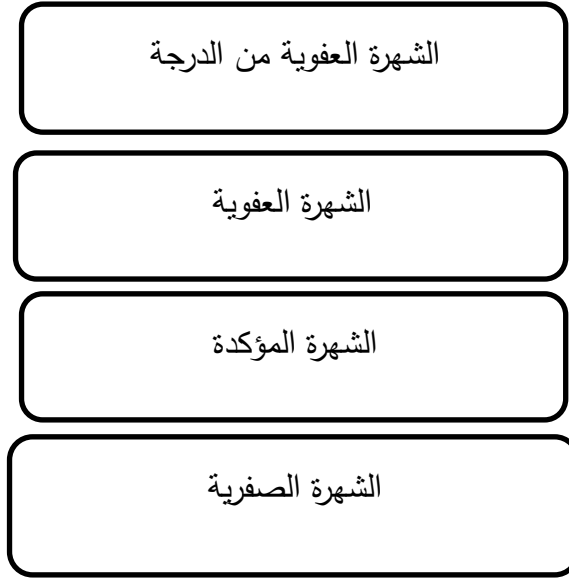 الشهرة العفوية من الدرجة
الشهرة العفوية
الشهرة المؤكدة
الشهرة الصفرية